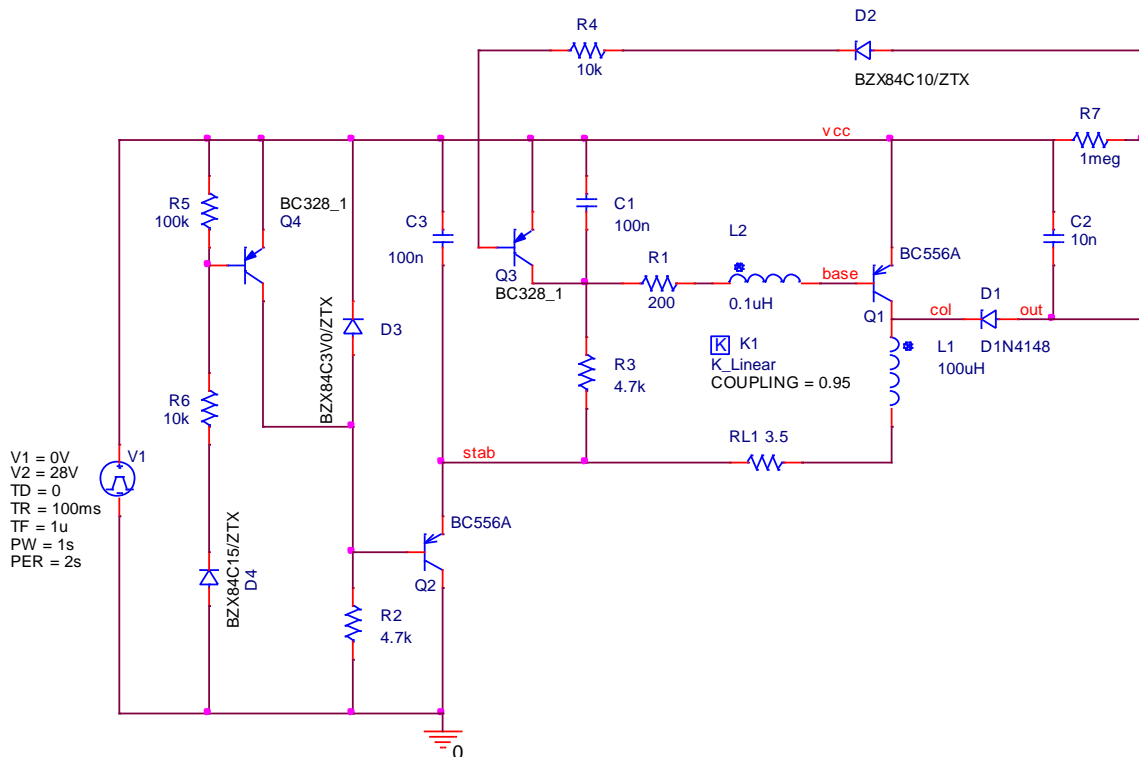 D2
R4
10k
BZX84C10/ZTX
vcc
R7
1meg
R5
100k
BC328_1
Q4
C3
100n
C1
100n
L2
BC556A
C2
10n
Q3
BC328_1
R1
200
0.1uH
base
Q1
col
D1
out
D1N4148
D3
BZX84C3V0/ZTX
K K1
K_Linear
COUPLING = 0.95
L1
100uH
R3
4.7k
R6
10k
stab
RL1 3.5
V1
V1 = 0V
V2 = 28V
TD = 0
TR = 100ms
TF = 1u
PW = 1s
PER = 2s
BZX84C15/ZTX
D4
BC556A
Q2
R2
4.7k
0